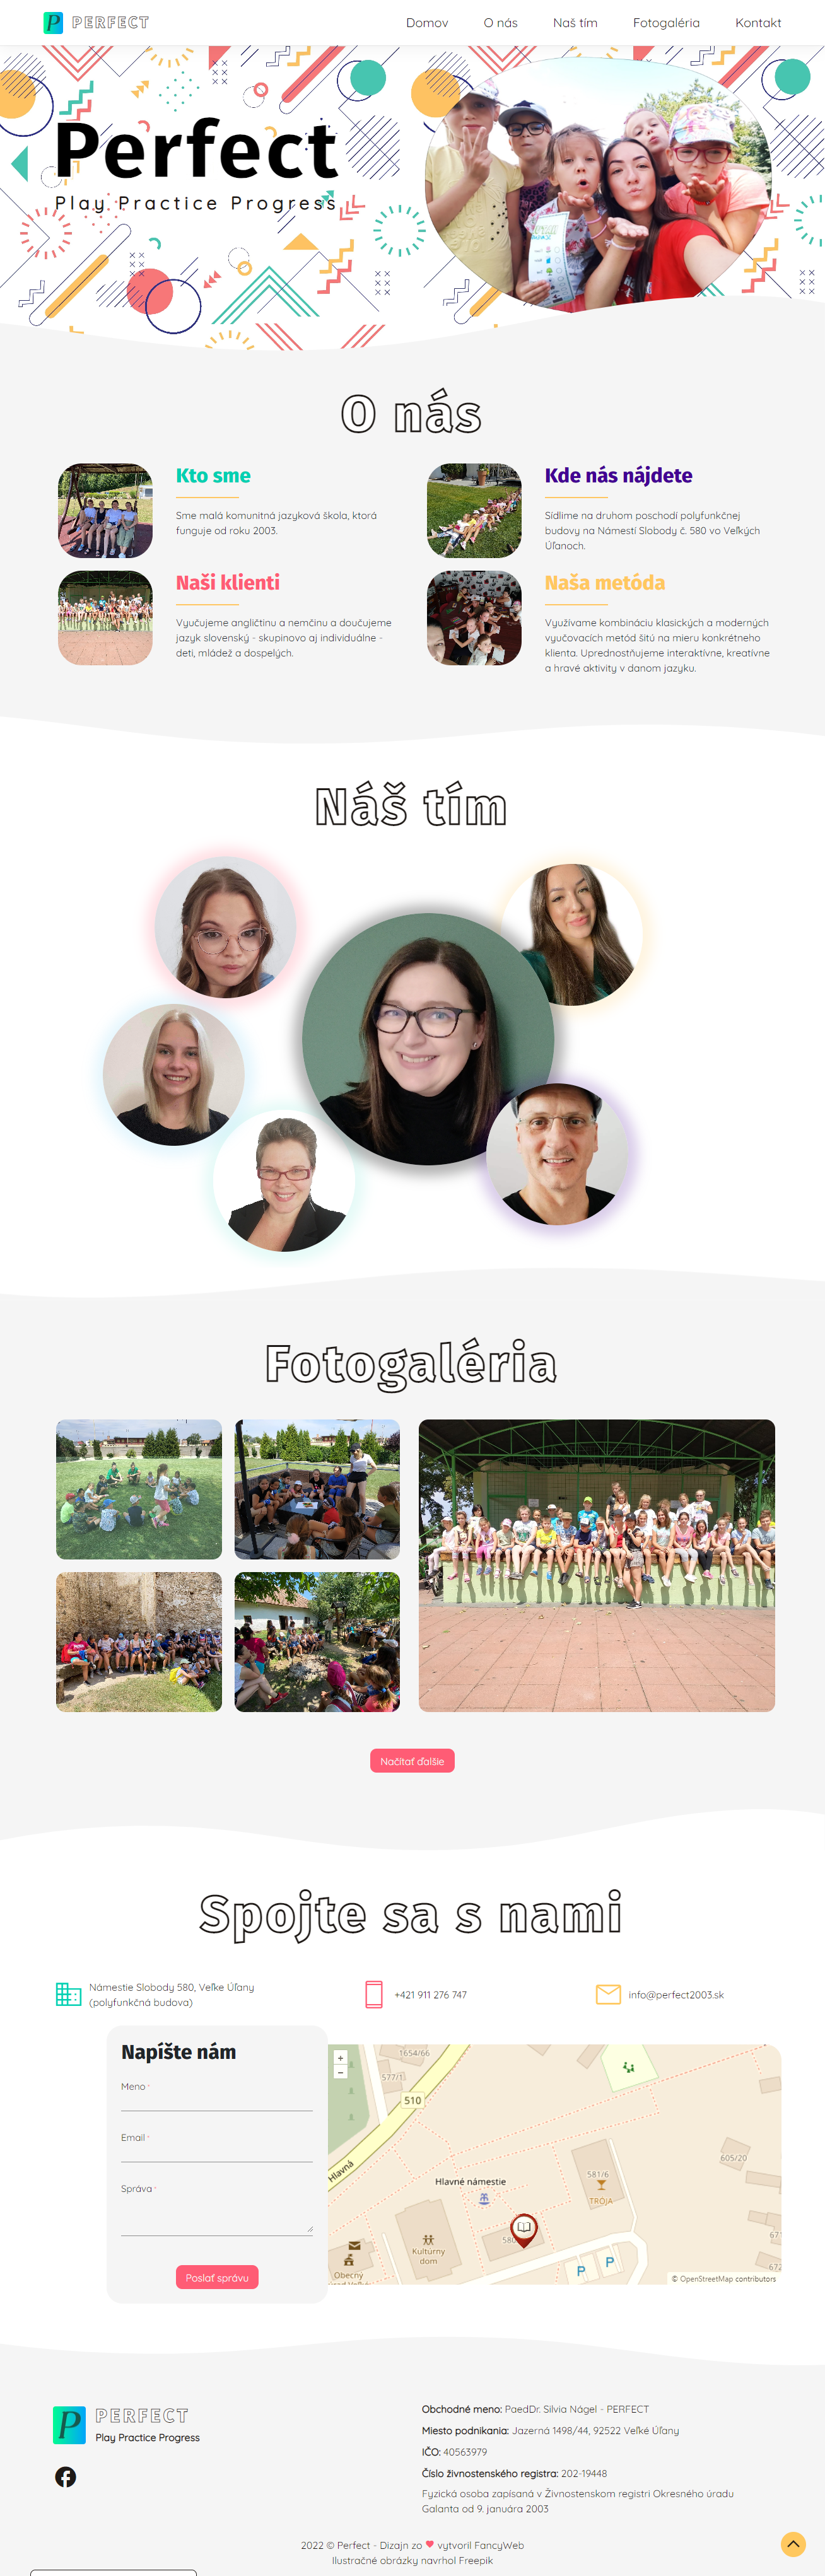 PERFECT
Domov
O nás
Naš tím
Fotogaléria
Kontakt
Perfect
Play Practice Progress
O nás
Kto sme
Sme malá komunitná jazyková škola, ktorá
funguje od roku 2003.
Kde nás nájdete
Sídlime na druhom poschodí polyfunkčnej
budovy na Námestí Slobody č. 580 vo Veľkých
Úľanoch.
Naši klienti
Vyučujeme angličtinu a nemčinu a doučujeme
jazyk slovenský - skupinovo aj individuálne -
deti, mládež a dospelých.
Naša metóda
Využívame kombináciu klasických a moderných
vyučovacích metód šitú na mieru konkrétneho
klienta. Uprednostňujeme interaktívne, kreatívne
a hravé aktivity v danom jazyku.
Náš tím
Fotogaléria
Načítať ďalšie
Spojte sa s nami
Námestie Slobody 580, Veľke Úľany
(polyfunkčná budova)
+421 911 276 747
info@perfect2003.sk
Napíšte nám
Meno *
Email *
Správa *
Poslať správu
+
−
1654/66
577/1
510
Hlavná
Hlavné námestie
581/6
TRÓJA
605/20
580
Kultúrny
dom
Obecný
P
P
671
672
© OpenStreetMap contributors
P PERFECT
Play Practice Progress
Obchodné meno: PaedDr. Silvia Nágel - PERFECT
Miesto podnikania: Jazerná 1498/44, 92522 Veľké Úľany
IČO: 40563979
Číslo živnostenského registra: 202-19448
Fyzická osoba zapísaná v Živnostenskom registri Okresného úradu
Galanta od 9. januára 2003
2022 © Perfect - Dizajn zo ♥ vytvoril FancyWeb
Ilustračné obrázky navrhol Freepik